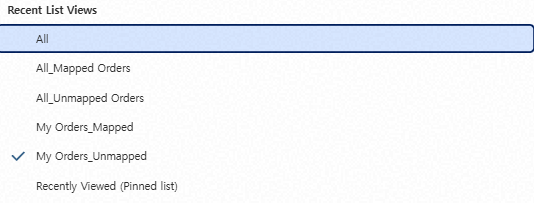 Recent List Views
All
All_Mapped Orders
All_Unmapped Orders
My Orders_Mapped
My Orders_Unmapped
Recently Viewed (Pinned list)